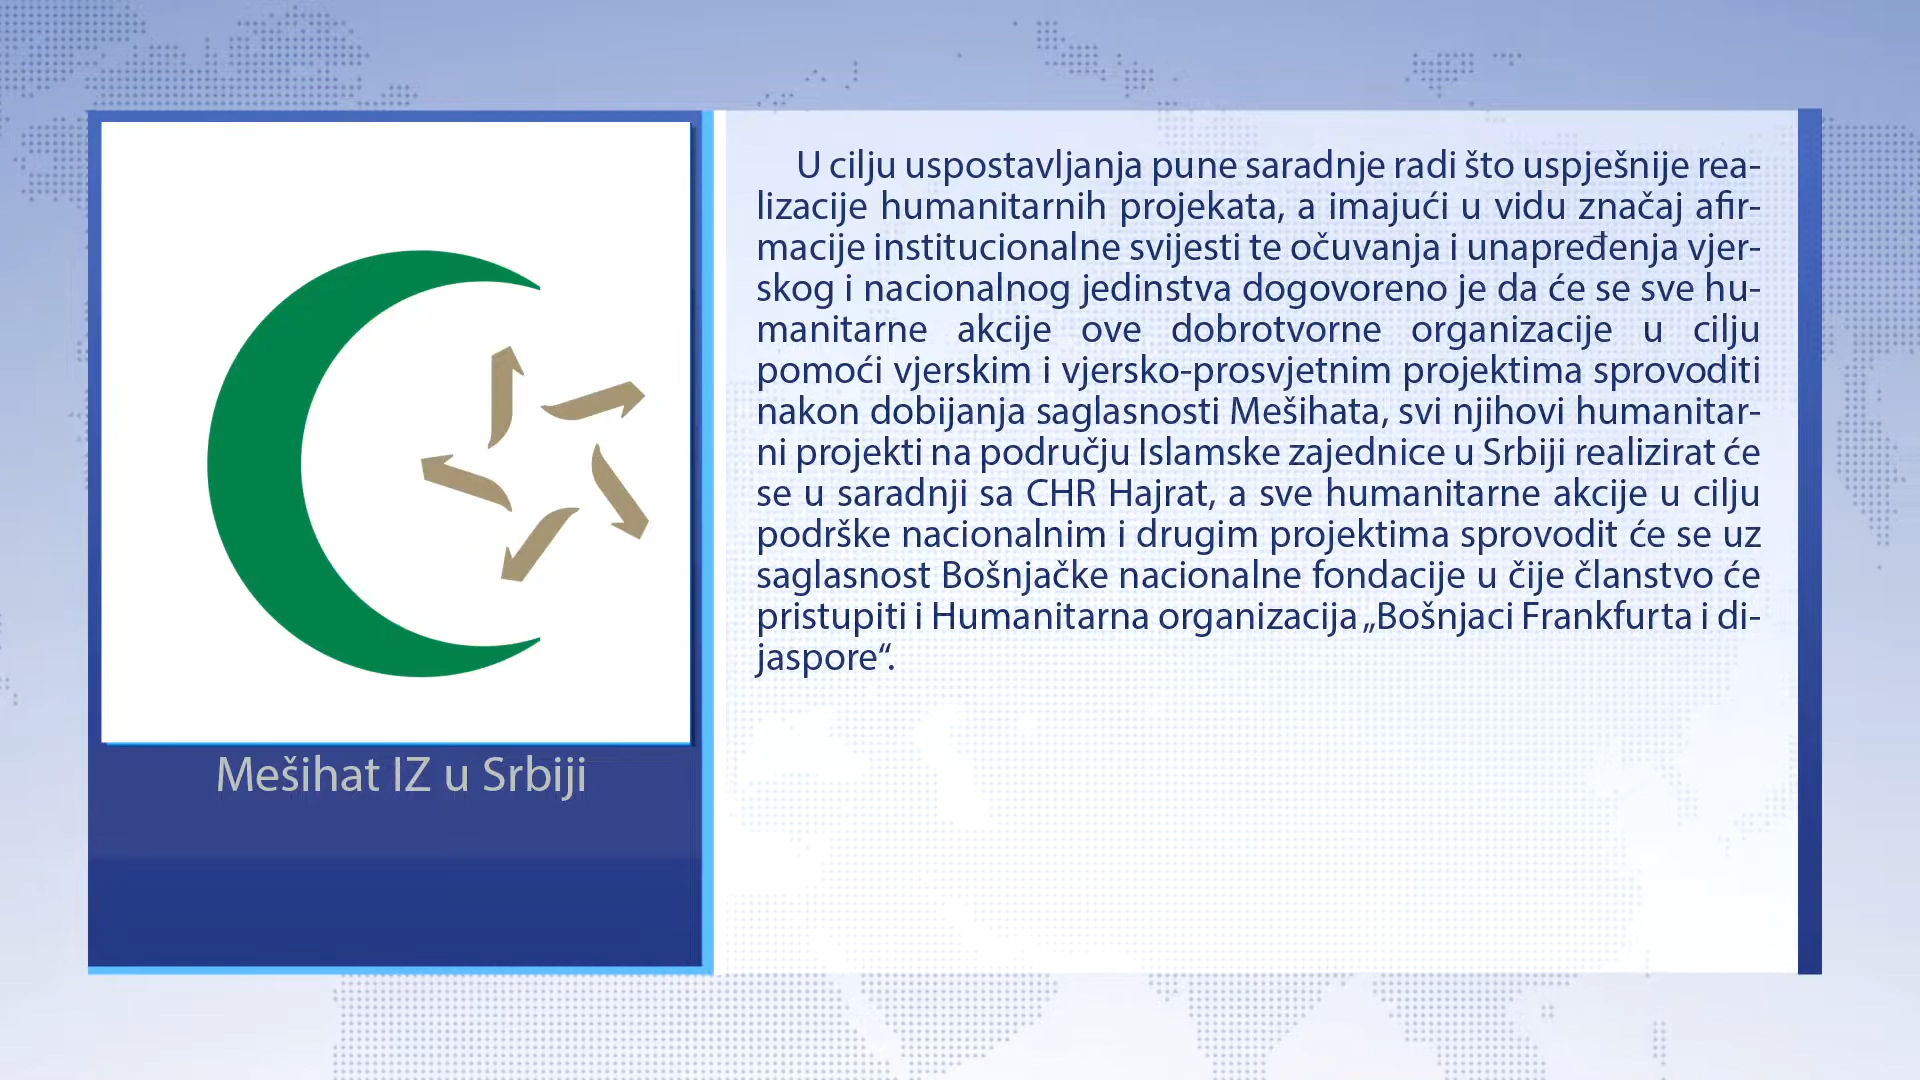 U cilju uspostavljanja pune saradnje radi što uspješnije rea-
lizacije humanitarnih projekata, a imajući u vidu značaj afir-
macije institucionalne svijesti te očuvanja i unapređenja vjer-
skog i nacionalnog jedinstva dogovoreno je da će se sve hu-
manitarne akcije ove dobrotvorne organizacije u cilju
pomoći vjerskim i vjersko-prosvjetnim projektima sprovoditi
nakon dobijanja saglasnosti Mešihata, svi njihovi humanitar-
ni projekti na području Islamske zajednice u Srbiji realizirat će
se u saradnji sa CHR Hajrat, a sve humanitarne akcije u cilju
podrške nacionalnim i drugim projektima sprovodit će se uz
saglasnost Bošnjačke nacionalne fondacije u čije članstvo će
pristupiti i Humanitarna organizacija „Bošnjaci Frankfurta i di-
jaspore“.
Mešihat IZ u Srbiji